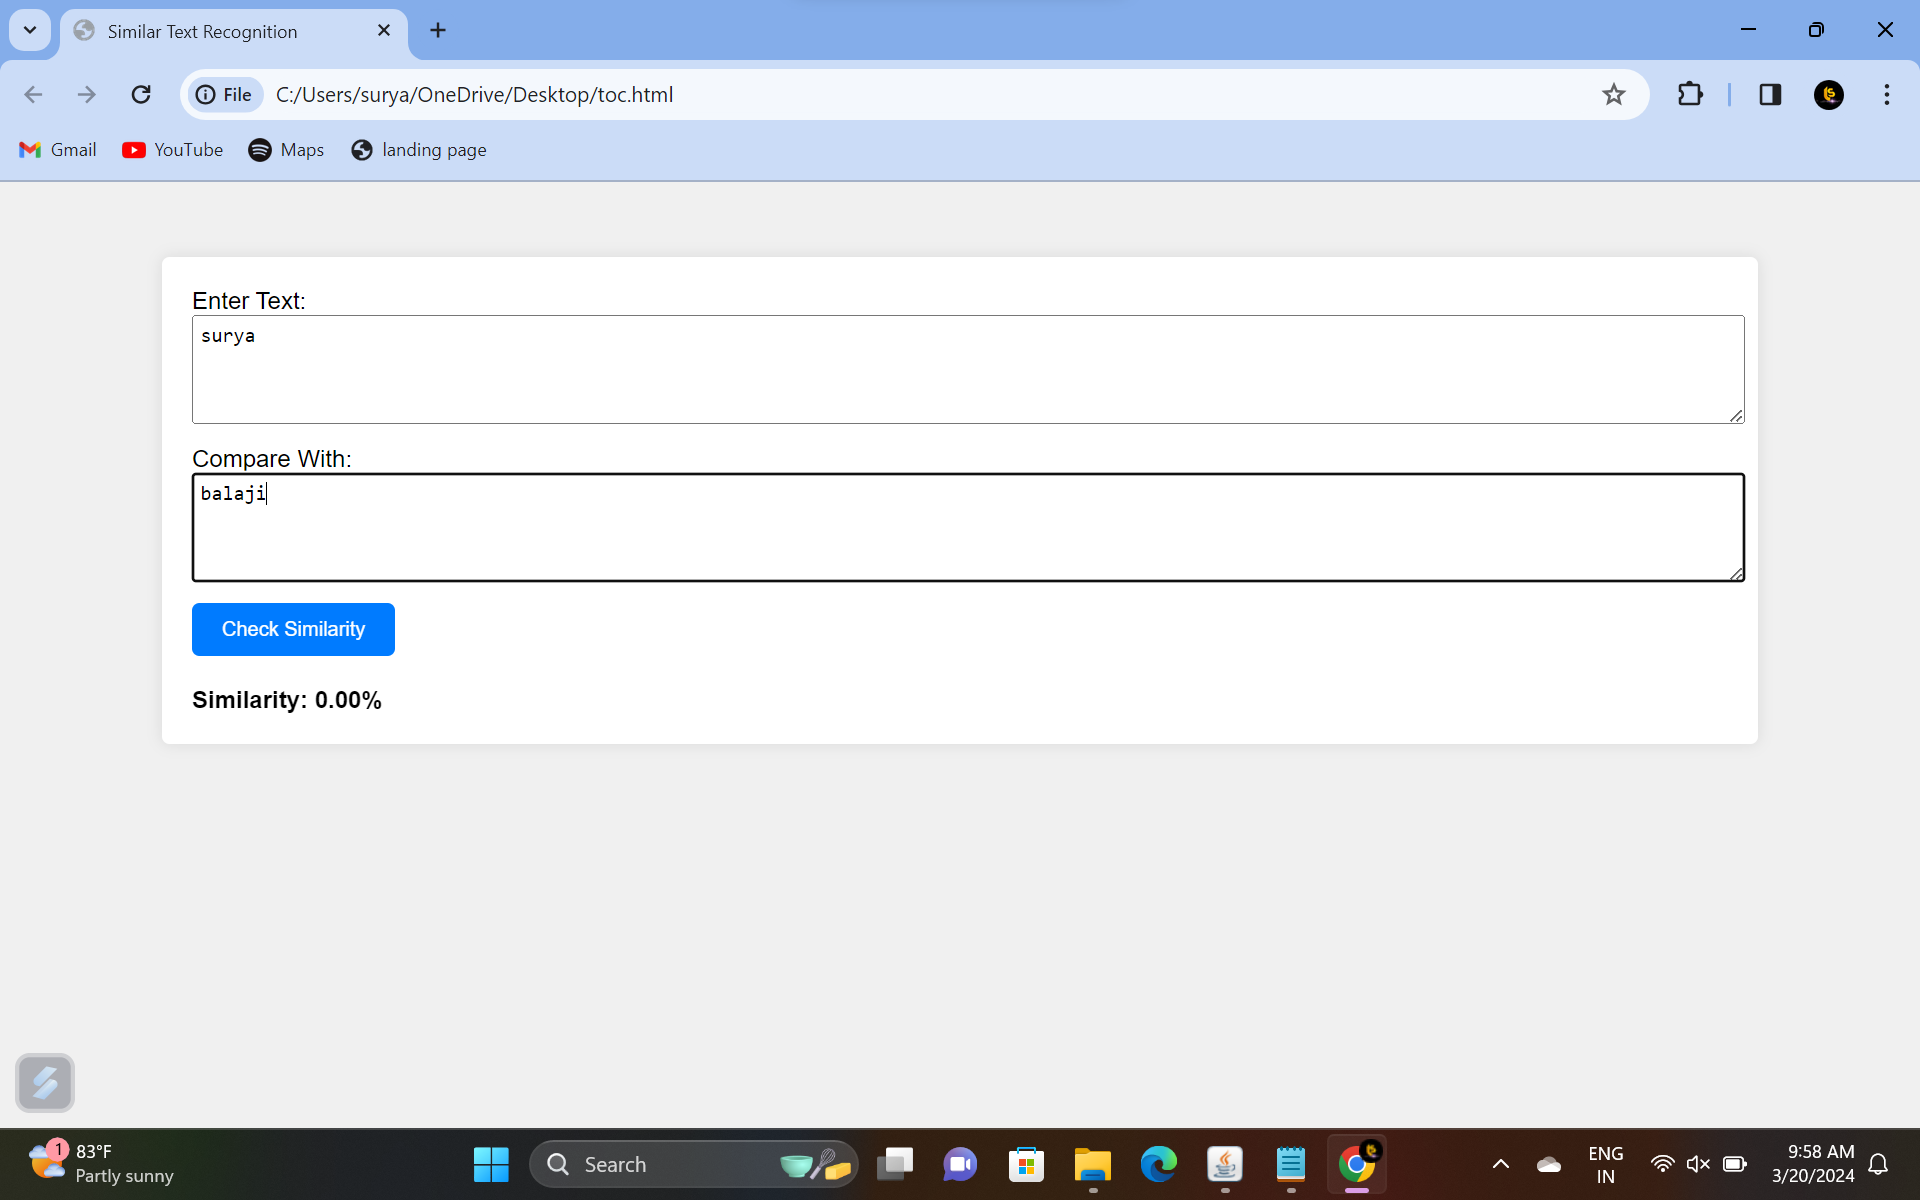 Similar Text Recognition
File C:/Users/surya/OneDrive/Desktop/toc.html
Gmail YouTube Maps landing page
Enter Text:
surya
Compare With:
balaji
Check Similarity
Similarity: 0.00%
1 83°F
Partly sunny
Search
ENG
IN
9:58 AM
3/20/2024